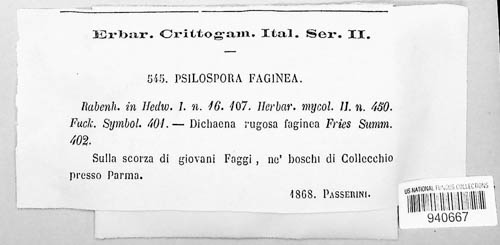 Erbar. Crittogam. Ital. Ser. II.
545. PSILOSPORA FAGINEA.
Rabenh. in Hedw. I. n. 16. 107. Herbar. mycol. II. n. 450.
Fuck. Symbol. 401. — Dichaena rugosa faginea Fries Summ.
402.
Sulla scorza di giovani Faggi, ne' boschi di Collecchio
presso Parma.
1868. PASSERINI.
US NATIONAL FUNGUS COLLECTIONS
940667